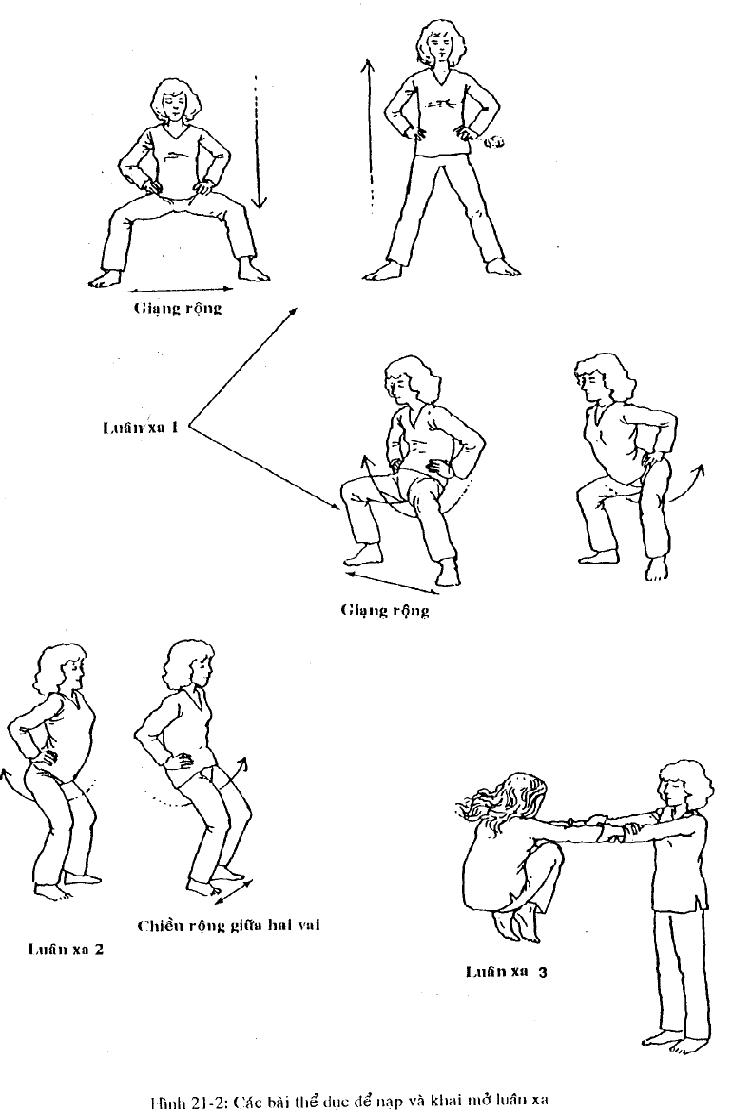 Giạng rộng
Luân xa 1
Giạng rộng
Chiều rộng giữa hai vai
Luân xa 2
Luân xa 3
Hình 21-2: Các bài thể dục để nạp và khai mở luân xa